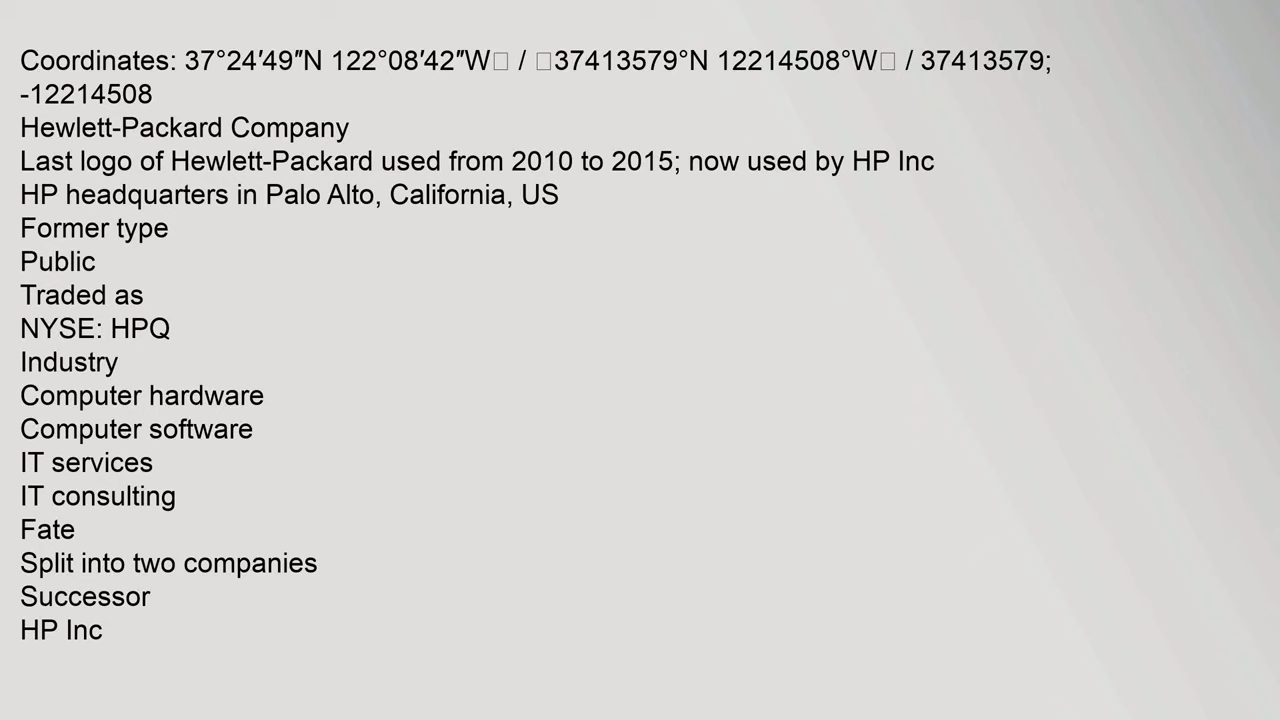 Coordinates: 37°24′49″N 122°08′42″W□ / □37413579°N 12214508°W□ / 37413579;
-12214508
Hewlett-Packard Company
Last logo of Hewlett-Packard used from 2010 to 2015; now used by HP Inc
HP headquarters in Palo Alto, California, US
Former type
Public
Traded as
NYSE: HPQ
Industry
Computer hardware
Computer software
IT services
IT consulting
Fate
Split into two companies
Successor
HP Inc